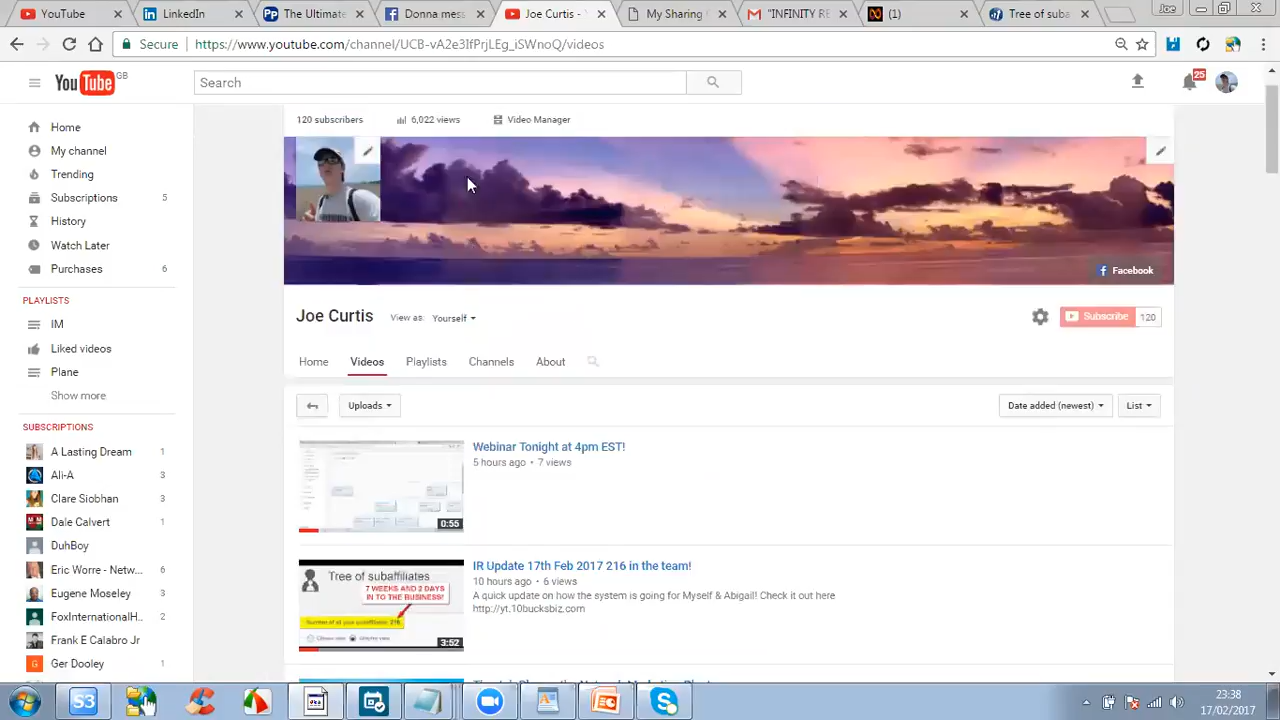 LinkedIn
Ultimate Tim
Donna mess
Joe Curtis -
My Sharing
"INFINITY RE
(1)
Tree of suba
Joe
Secure
https://www.youtube.com/channel/UCB-vA2e3IfPrjLEg_iSWnoQ/videos
YouTube GB
Search
25
Home
My channel
Trending
Subscriptions 5
History
Watch Later
Purchases 6
PLAYLISTS
IM
Liked videos
Plane
Show more
SUBSCRIPTIONS
A Lasting Dream 1
Ali-A 3
Clare Siobhan 3
Dale Calvert 1
DuhBoy
Eric Worre - Netw... 6
Eugene Moseley 3
FoxInternationalH... 2
Frank E Calabro Jr 3
G Ger Dooley 1
120 subscribers
6,022 views
Video Manager
Facebook
Joe Curtis
View as: Yourself
Subscribe 120
Home
Videos
Playlists
Channels
About
Uploads
Date added (newest)
List
Webinar Tonight at 4pm EST!
5 hours ago • 7 views
0:55
Tree of subaffiliates
7 WEEKS AND 2 DAYS
IN TO THE BUSINESS!
3:52
IR Update 17th Feb 2017 216 in the team!
10 hours ago • 6 views
A quick update on how the system is going for Myself & Abigail! Check it out here
http://yt.10bucksbiz.com
S3
23:38
17/02/2017